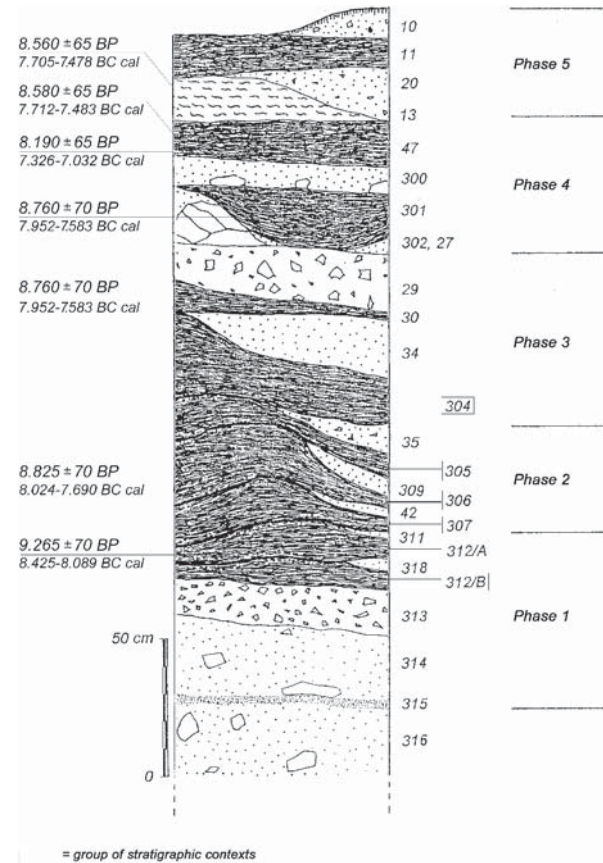 10
8.560 ± 65 BP
7.705-7.478 BC cal
11
Phase 5
8.580 ± 65 BP
7.712-7.483 BC cal
20
13
8.190 ± 65 BP
7.326-7.032 BC cal
47
300
Phase 4
8.760 ± 70 BP
7.952-7.583 BC cal
301
302, 27
8.760 ± 70 BP
7.952-7.583 BC cal
29
30
34
Phase 3
304
35
305
Phase 2
8.825 ± 70 BP
8.024-7.690 BC cal
309
306
42
307
311
9.265 ± 70 BP
8.425-8.089 BC cal
312/A
318
312/B
313
Phase 1
50 cm
314
315
316
0
= group of stratigraphic contexts